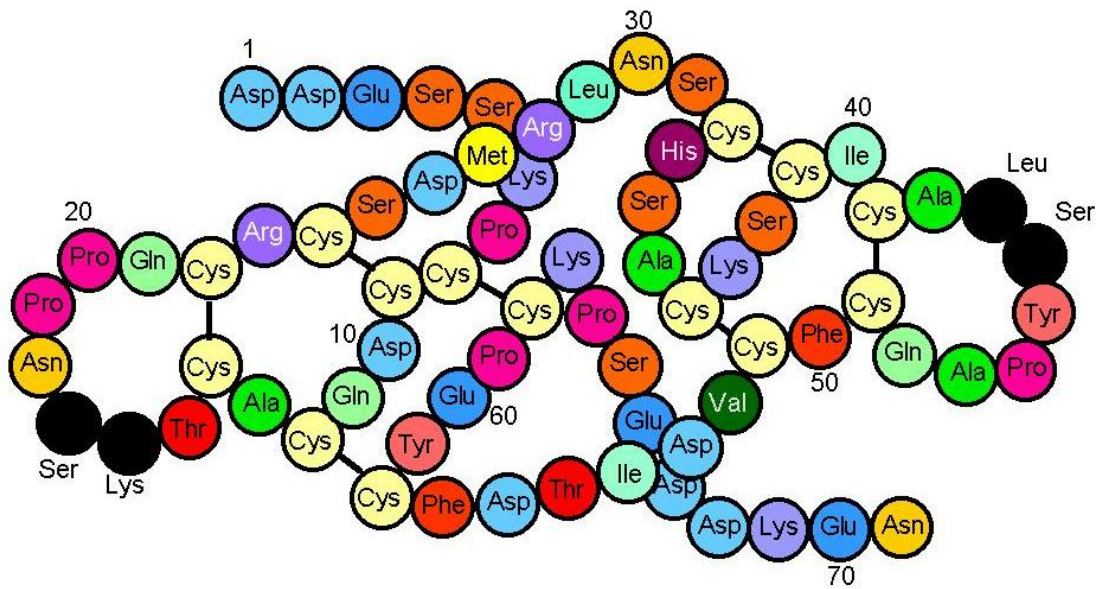 1
Asp
Asp
Glu
Ser
Ser
Lys
Pro
Cys
Cys
10
Asp
Gln
Cys
Ala
Cys
Thr
Lys
Ser
Asn
Pro
20
Pro
Gln
Cys
Arg
Cys
Ser
Asp
Met
Arg
Leu
30
Asn
Ser
Cys
His
Ser
Ala
Cys
Lys
Ser
Cys
40
Ile
Cys
Ala
Leu
Ser
Tyr
Pro
Ala
Gln
Cys
Phe
50
Cys
Val
Asp
Ile
Thr
Asp
Phe
Cys
Tyr
Glu
60
Pro
Cys
Lys
Pro
Ser
Glu
Asp
Asp
Lys
Glu
70
Asn